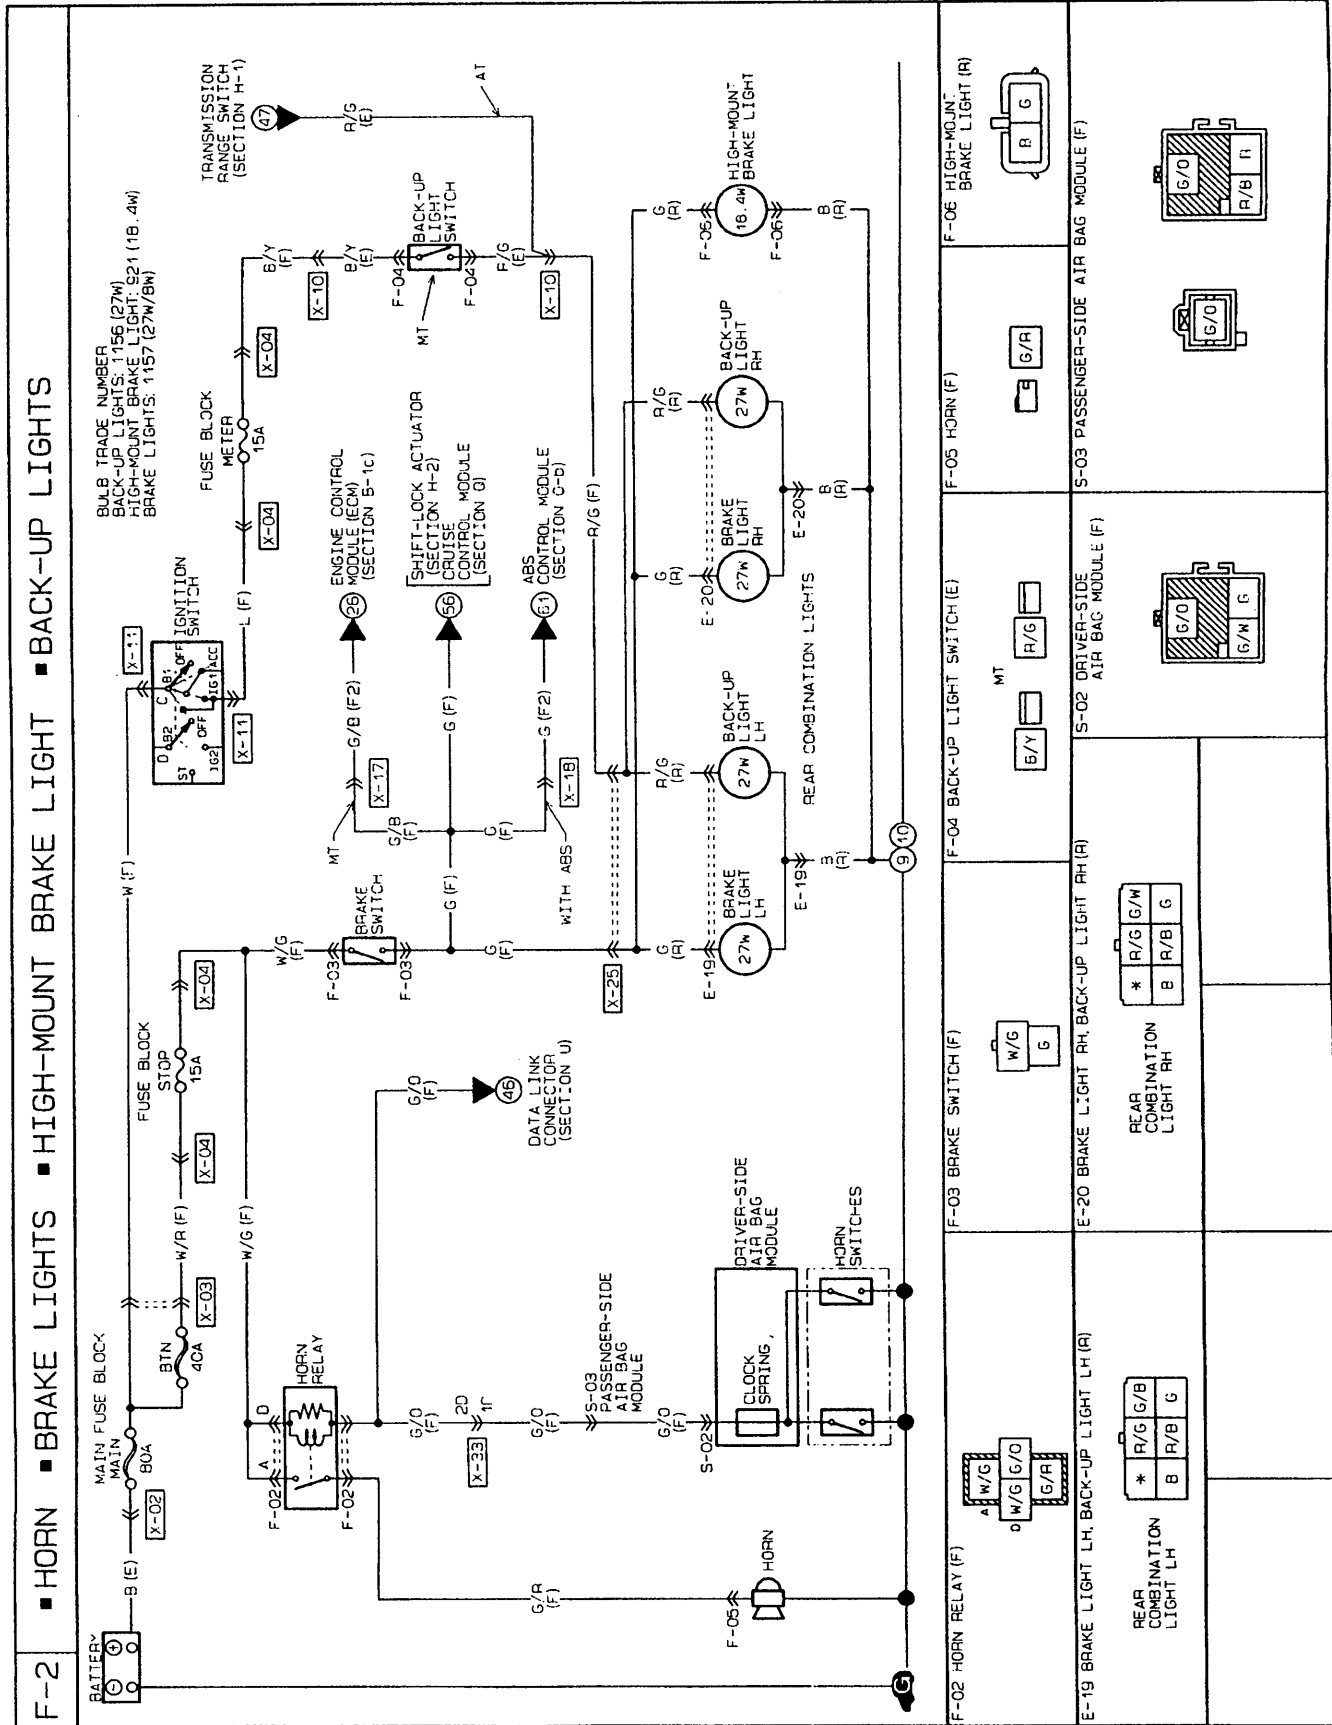 F-2 ■HORN ■BRAKE LIGHTS ■HIGH-MOUNT BRAKE LIGHT ■BACK-UP LIGHTS
BATTERY
B (E)
X-02
MAIN FUSE BLOCK
MAIN
80A
BTN
X-03
W/R (F)
X-04
FUSE BLOCK
STOP
15A
X-04
W (F)
X-11
D
B2
C
B1
OFF
OFF
ST
IG2
IG1
ACC
IGNITION
SWITCH
X-11
L (F)
BULB TRADE NUMBER
BACK-UP LIGHTS: 1156 (27W)
HIGH-MOUNT BRAKE LIGHT: 921 (18.4W)
BRAKE LIGHTS: 1157 (27W/8W)
X-04
FUSE BLOCK
METER
15A
X-04
B/Y
(F)
X-10
B/Y
(E)
F-04
BACK-UP
LIGHT
SWITCH
F-04
MT
R/G
(E)
X-10
TRANSMISSION
RANGE SWITCH
(SECTION H-1)
47
R/G
(E)
AT
W/G (F)
A
D
F-02
HORN
RELAY
F-02
G/O
(F)
2D
1F
X-33
G/O
(F)
S-03
PASSENGER-SIDE
AIR BAG
MODULE
G/O
(F)
S-02
CLOCK
SPRING
DRIVER-SIDE
AIR BAG
MODULE
HORN
SWITCHES
G/O
(F)
46
DATA LINK
CONNECTOR
(SECTION U)
G/R
(F)
F-05
HORN
G
W/G
(F)
F-03
BRAKE
SWITCH
F-03
G (F)
G/B
(F)
MT
X-17
G/B (F2)
26
ENGINE CONTROL
MODULE (ECM)
(SECTION B-1c)
G (F)
56
SHIFT-LOCK ACTUATOR
(SECTION H-2)
CRUISE
CONTROL MODULE
(SECTION Q)
G
(F)
WITH ABS
X-18
G (F2)
61
ABS
CONTROL MODULE
(SECTION O-b)
R/G (F)
G
(F)
X-25
G
(R)
E-19
27W
BRAKE
LIGHT
LH
R/G
(R)
27W
BACK-UP
LIGHT
LH
E-19
B
(R)
9
10
REAR COMBINATION LIGHTS
G
(R)
E-20
27W
BRAKE
LIGHT
RH
R/G
(R)
27W
BACK-UP
LIGHT
RH
E-20
B
(R)
G
(R)
F-06
18.4W
HIGH-MOUNT
BRAKE LIGHT
F-06
B
(R)
F-02 HORN RELAY (F)
A
W/G
D
W/G
G/O
G/R
F-03 BRAKE SWITCH (F)
W/G
G
F-04 BACK-UP LIGHT SWITCH (E)
MT
B/Y
R/G
F-05 HORN (F)
G/R
F-06 HIGH-MOUNT
BRAKE LIGHT (R)
B G
E-19 BRAKE LIGHT LH, BACK-UP LIGHT LH (R)
REAR
COMBINATION
LIGHT LH
* R/G G/B
B R/B G
E-20 BRAKE LIGHT RH, BACK-UP LIGHT RH (R)
REAR
COMBINATION
LIGHT RH
* R/G G/W
B R/B G
S-02 DRIVER-SIDE
AIR BAG MODULE (F)
G/O
G/W G
S-03 PASSENGER-SIDE AIR BAG MODULE (F)
G/O
G/O
R/B R